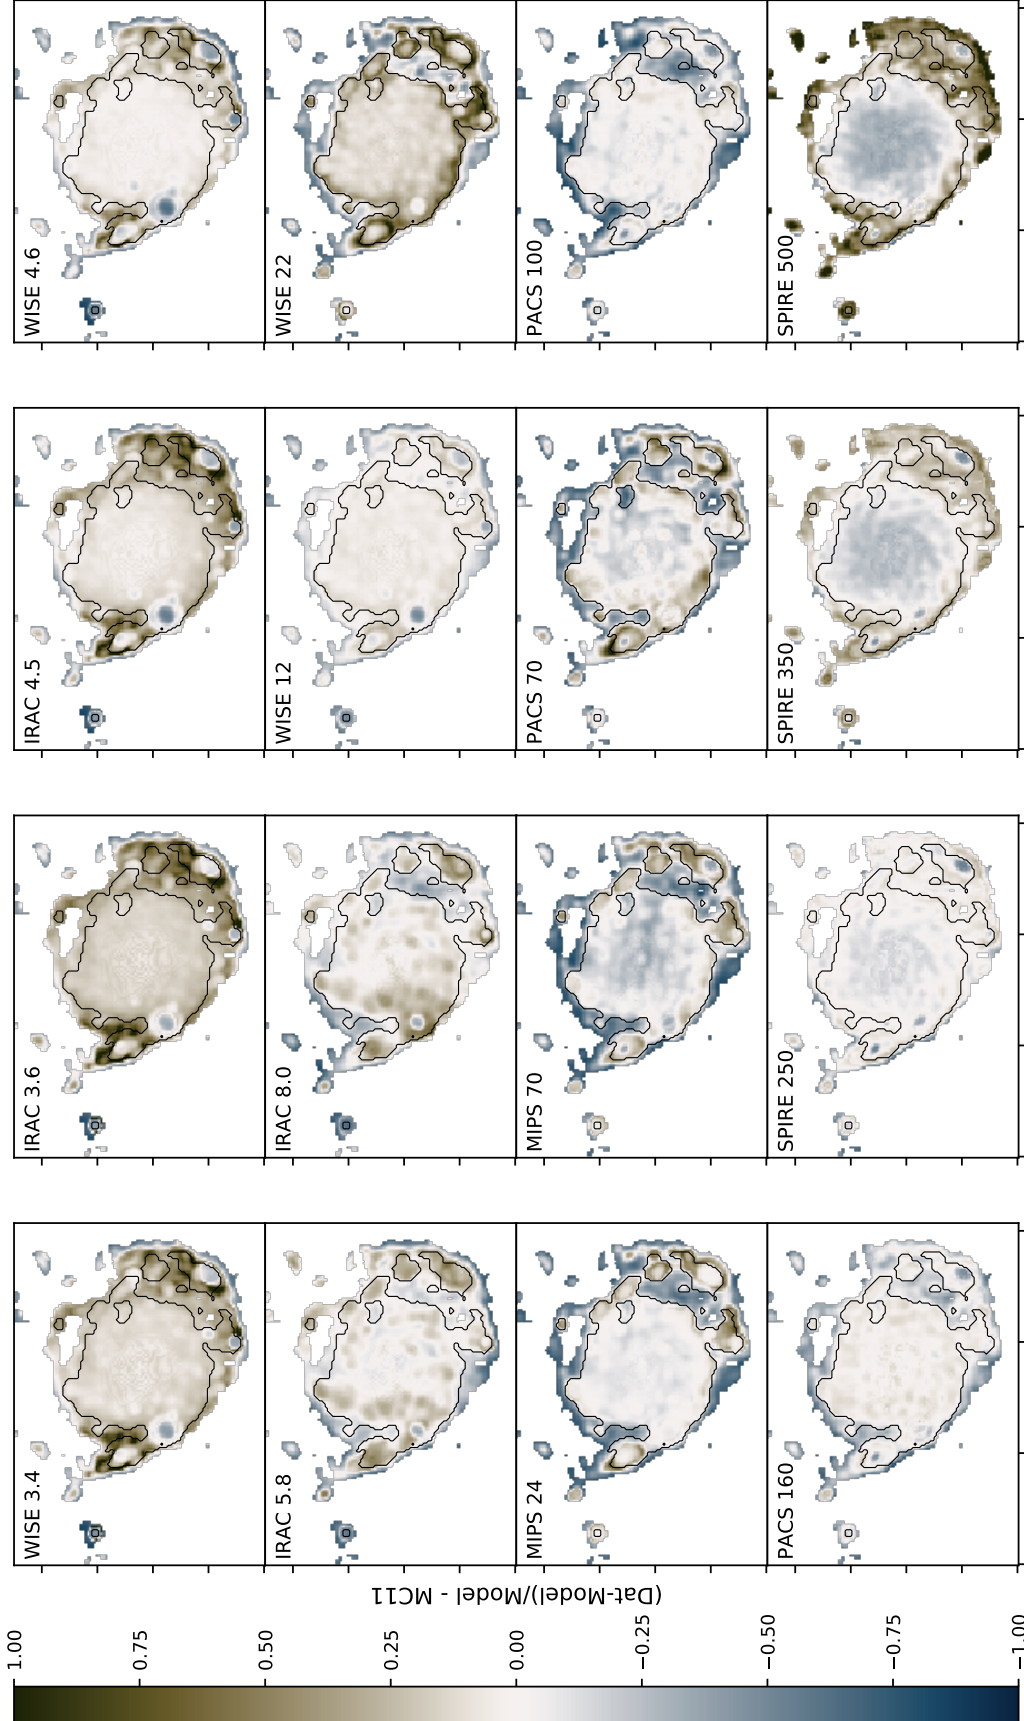 WISE 3.4
IRAC 3.6
IRAC 4.5
WISE 4.6
IRAC 5.8
IRAC 8.0
WISE 12
WISE 22
MIPS 24
MIPS 70
PACS 70
PACS 100
PACS 160
SPIRE 250
SPIRE 350
SPIRE 500
(Dat-Model)/Model - MC11
1.00
0.75
0.50
0.25
0.00
−0.25
−0.50
−0.75
−1.00